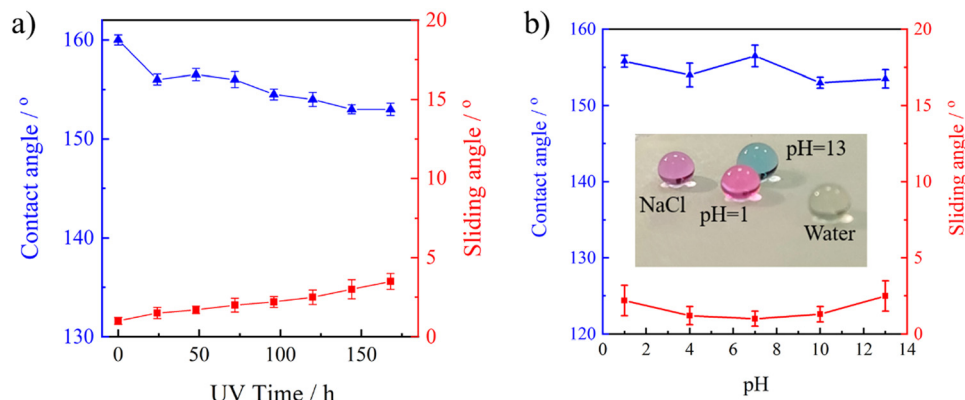 a)
160
150
140
130
Contact angle / °
0
50
100
150
UV Time / h
20
15
10
5
0
Sliding angle / °
b)
160
150
140
130
120
Contact angle / °
pH=13
NaCl
pH=1
Water
0
2
4
6
8
10
12
14
pH
20
15
10
5
0
Sliding angle / °